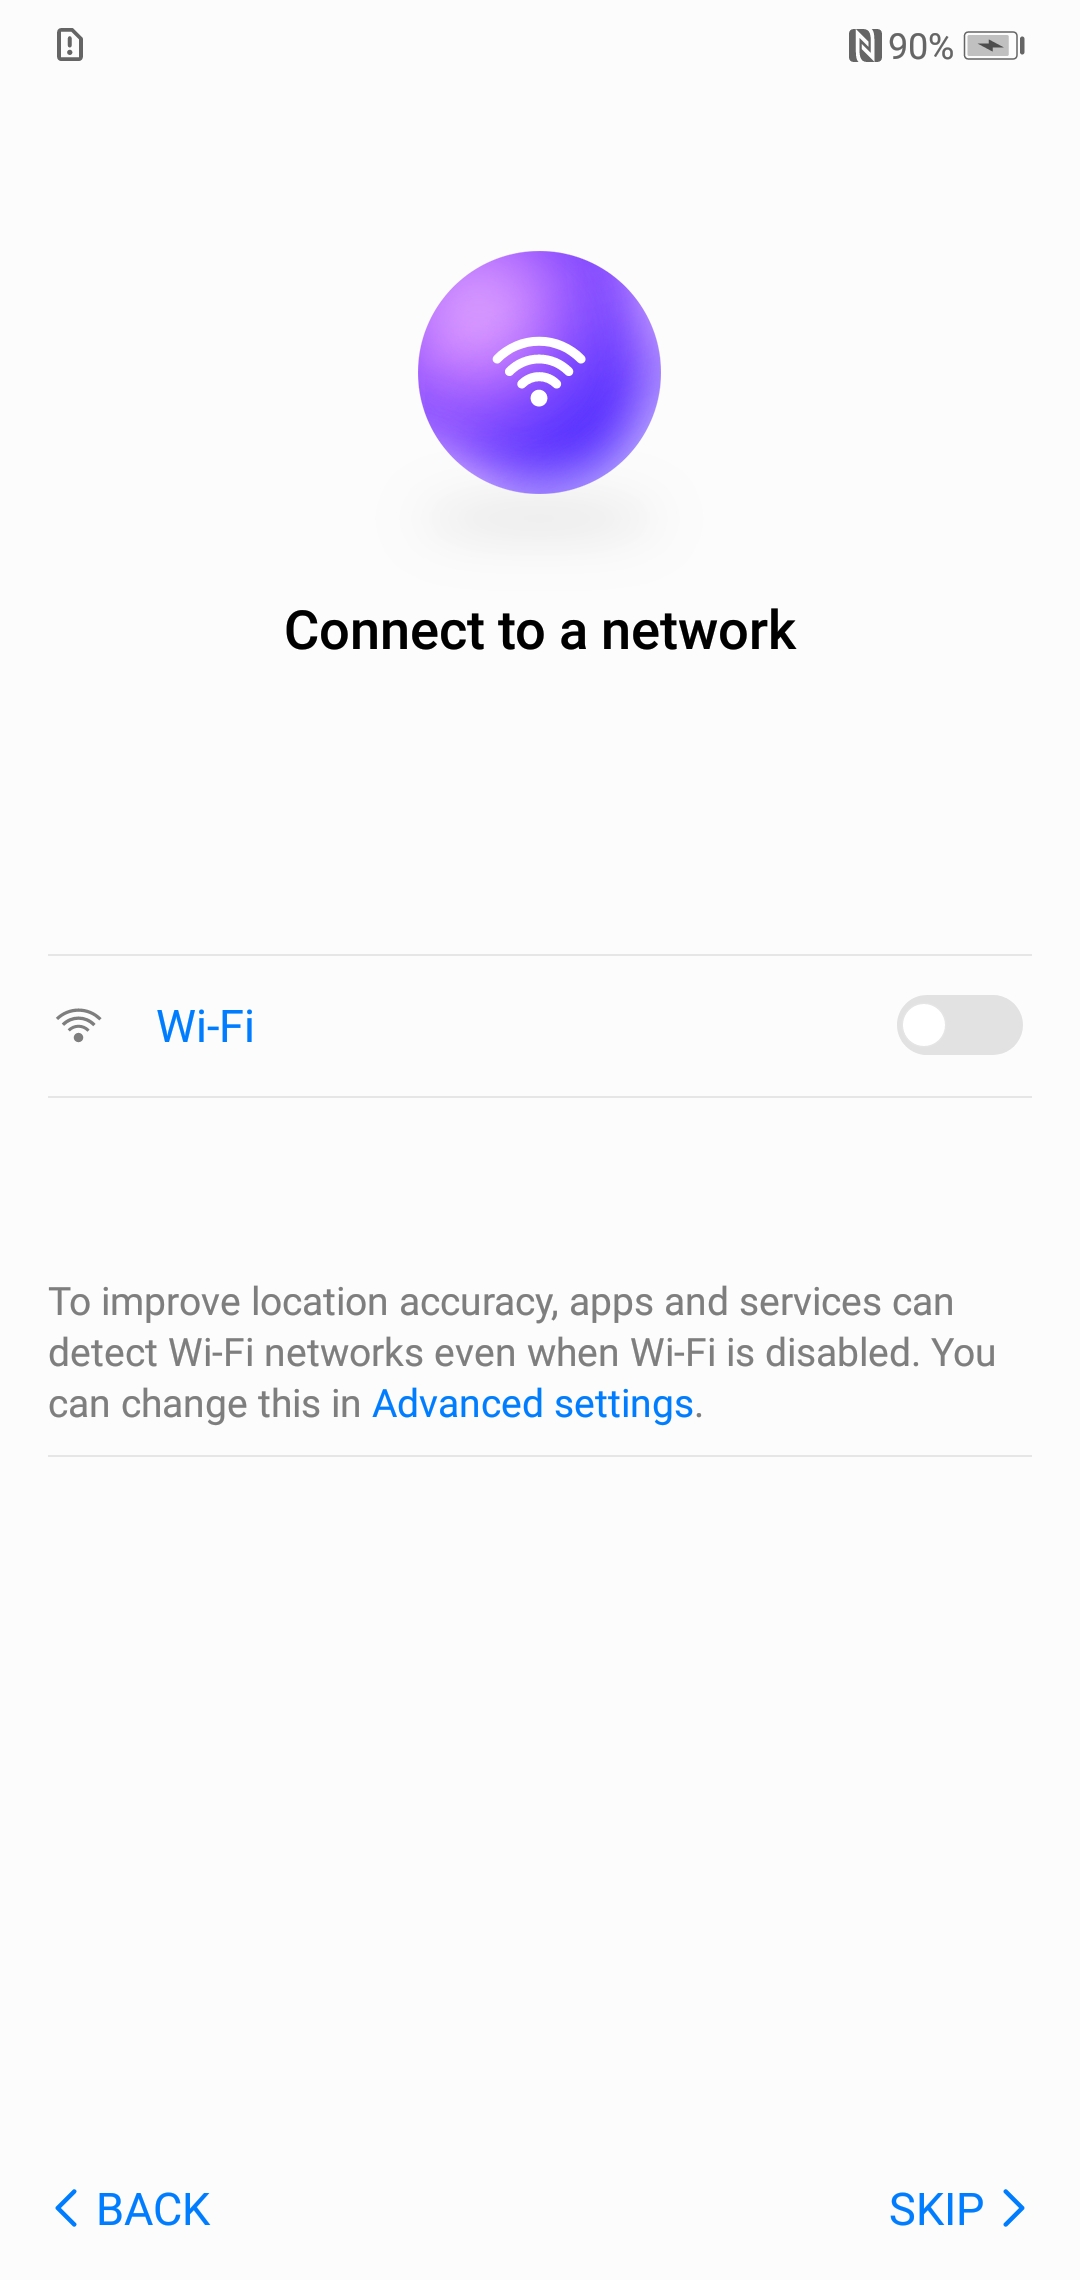 90%
Connect to a network
Wi-Fi
To improve location accuracy, apps and services can
detect Wi-Fi networks even when Wi-Fi is disabled. You
can change this in Advanced settings.
BACK
SKIP